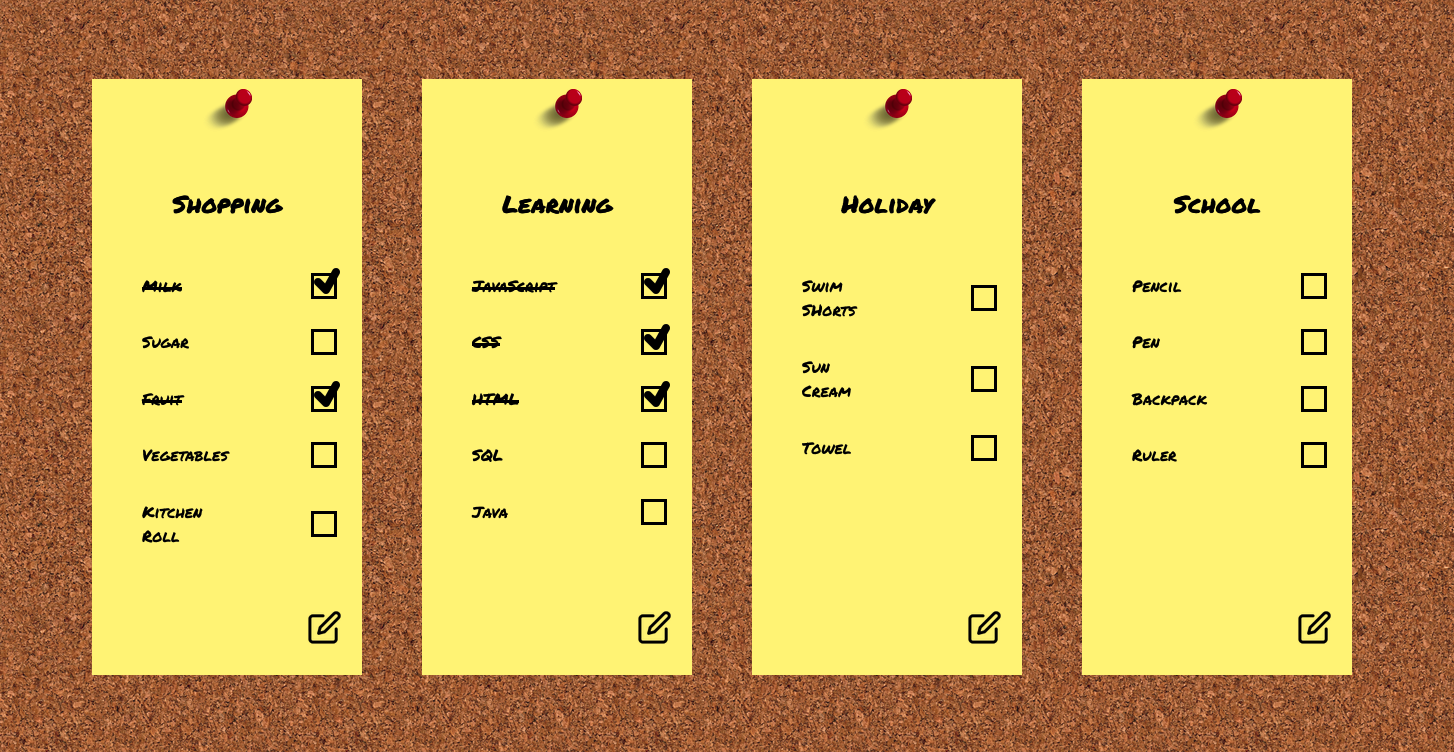 Shopping
Milk
Sugar
Fruit
Vegetables
Kitchen
Roll
Learning
JavaScript
CSS
HTML
SQL
Java
Holiday
Swim
SHorts
Sun
Cream
Towel
School
Pencil
Pen
Backpack
Ruler